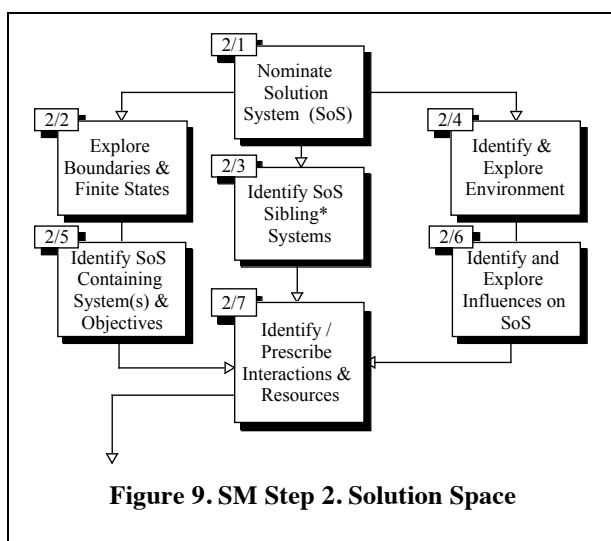 2/1
Nominate
Solution
System (SoS)
2/2
Explore
Boundaries &
Finite States
2/3
Identify SoS
Sibling*
Systems
2/4
Identify &
Explore
Environment
2/5
Identify SoS
Containing
System(s) &
Objectives
2/6
Identify and
Explore
Influences on
SoS
2/7
Identify /
Prescribe
Interactions &
Resources
Figure 9. SM Step 2. Solution Space